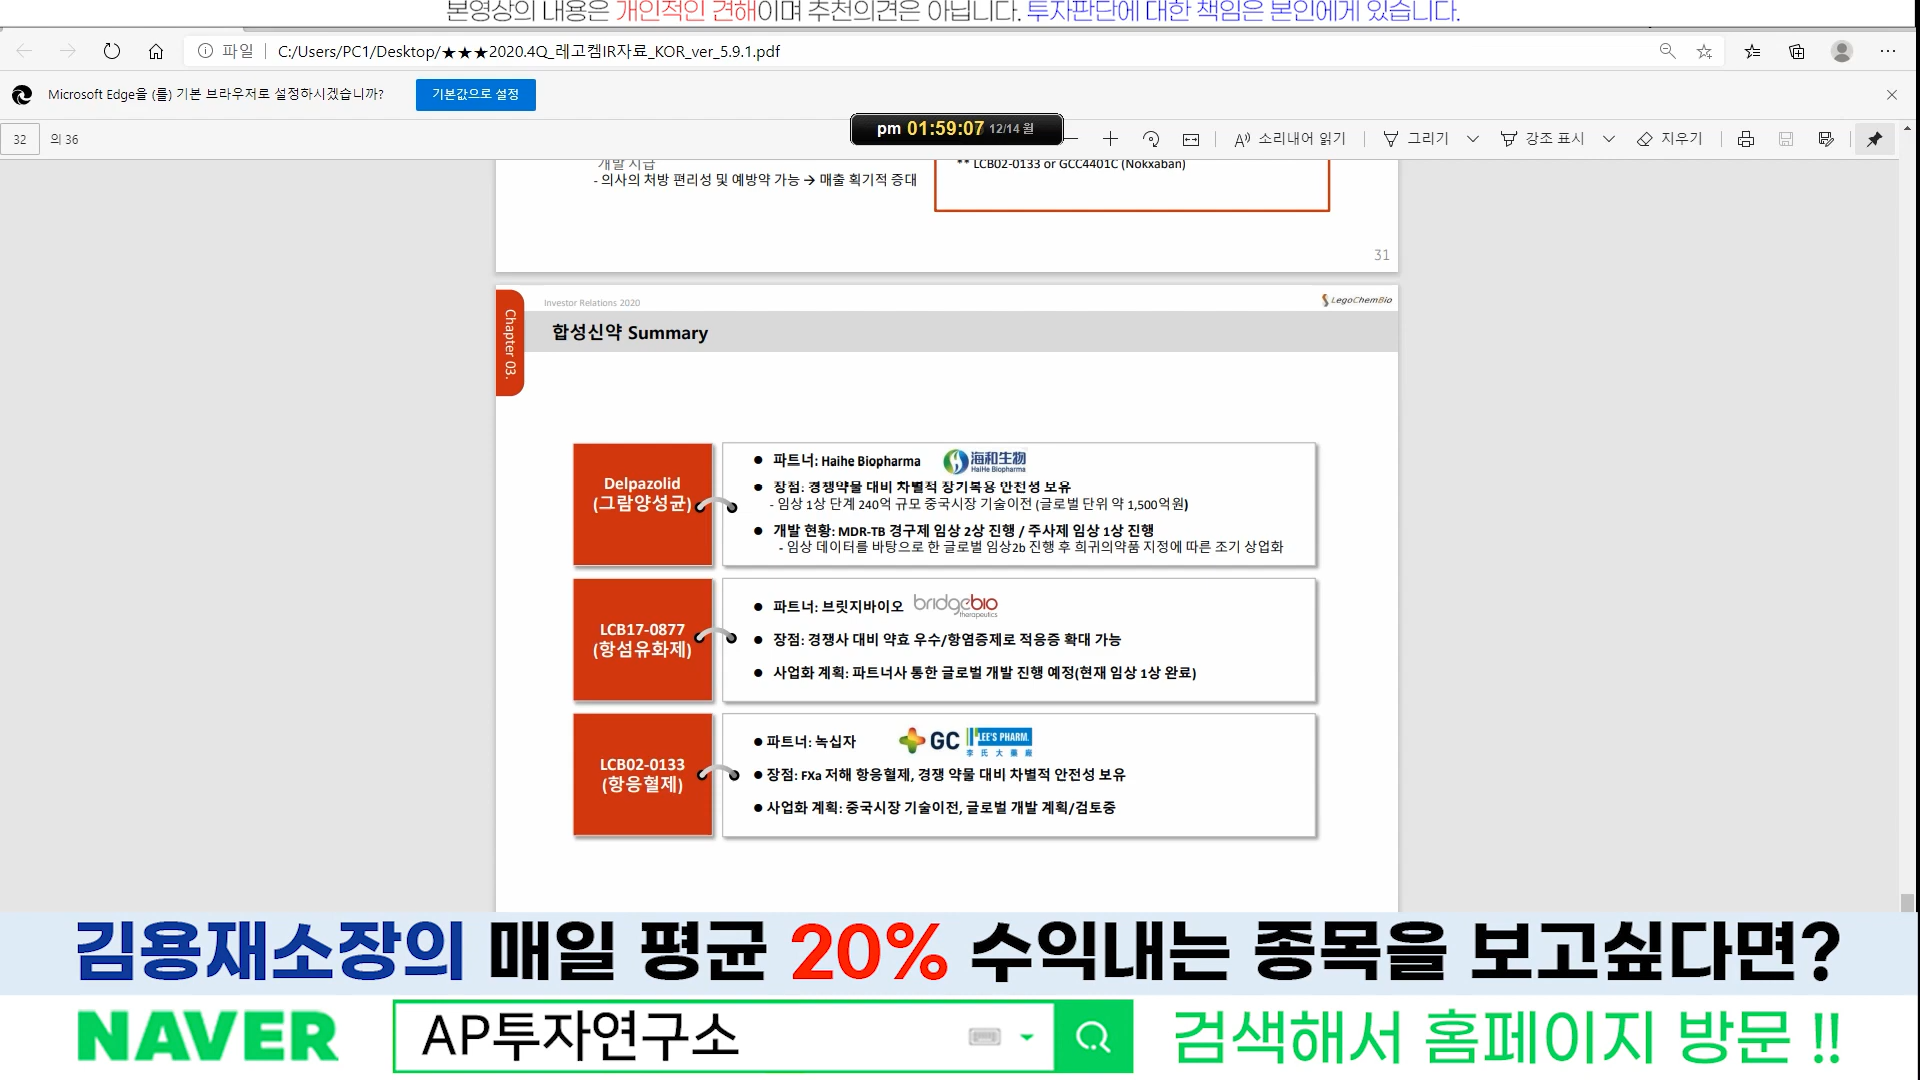 본영상의 내용은 개인적인 견해이며 추천의견은 아닙니다. 투자판단에 대한 책임은 본인에게 있습니다.
파일 C:/Users/PC1/Desktop/★★★2020.4Q_레고켐IR자료_KOR_ver_5.9.1.pdf
Microsoft Edge을 (를) 기본 브라우저로 설정하시겠습니까? 기본값으로 설정
32 의 36 pm 01:59:07 12/14 월 소리내어 읽기 그리기 강조 표시 지우기
개발 시급
- 의사의 처방 편리성 및 예방약 가능 → 매출 획기적 증대
** LCB02-0133 or GCC4401C (Nokxaban)
31
Chapter 03.
Investor Relations 2020
LegoChemBio
합성신약 Summary
Delpazolid
(그람양성균)
● 파트너: Haihe Biopharma 海和生物 HaiHe Biopharma
● 장점: 경쟁약물 대비 차별적 장기복용 안전성 보유
- 임상 1상 단계 240억 규모 중국시장 기술이전 (글로벌 단위 약 1,500억원)
● 개발 현황: MDR-TB 경구제 임상 2상 진행 / 주사제 임상 1상 진행
- 임상 데이터를 바탕으로 한 글로벌 임상2b 진행 후 희귀의약품 지정에 따른 조기 상업화
LCB17-0877
(항섬유화제)
● 파트너: 브릿지바이오 bridgebio therapeutics
● 장점: 경쟁사 대비 약효 우수/항염증제로 적응증 확대 가능
● 사업화 계획: 파트너사 통한 글로벌 개발 진행 예정(현재 임상 1상 완료)
LCB02-0133
(항응혈제)
● 파트너: 녹십자 GC LEE'S PHARM. 李氏大藥廠
● 장점: FXa 저해 항응혈제, 경쟁 약물 대비 차별적 안전성 보유
● 사업화 계획: 중국시장 기술이전, 글로벌 개발 계획/검토중
김용재소장의 매일 평균 20% 수익내는 종목을 보고싶다면?
NAVER AP투자연구소 검색해서 홈페이지 방문 !!